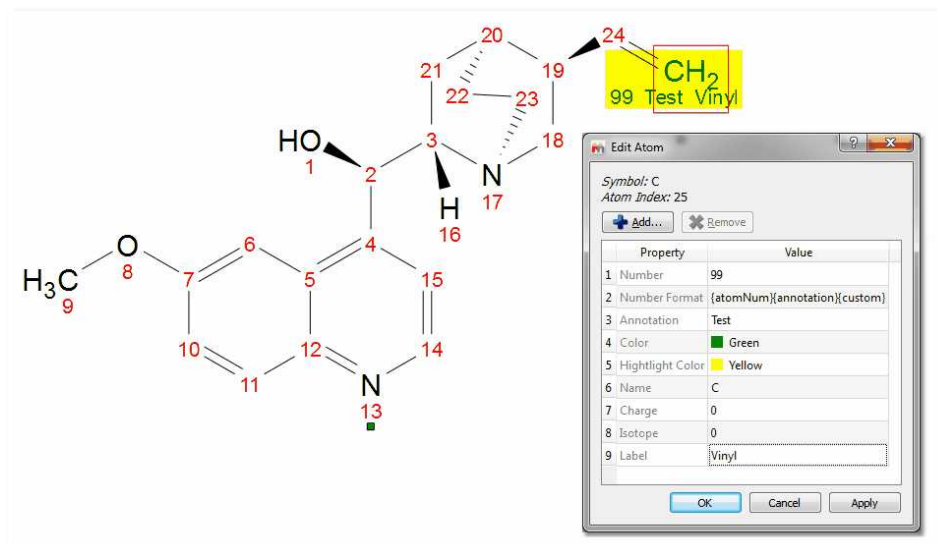 20
24
21
19
CH2
22
23
99 Test Vinyl
HO
3
18
1
2
N
17
H
16
O
6
4
8
7
5
15
H3C
9
10
12
14
11
N
13
Edit Atom
Symbol: C
Atom Index: 25
Add... Remove
Property Value
1 Number 99
2 Number Format {atomNum}{annotation}{custom}
3 Annotation Test
4 Color Green
5 Hightlight Color Yellow
6 Name C
7 Charge 0
8 Isotope 0
9 Label Vinyl
OK Cancel Apply